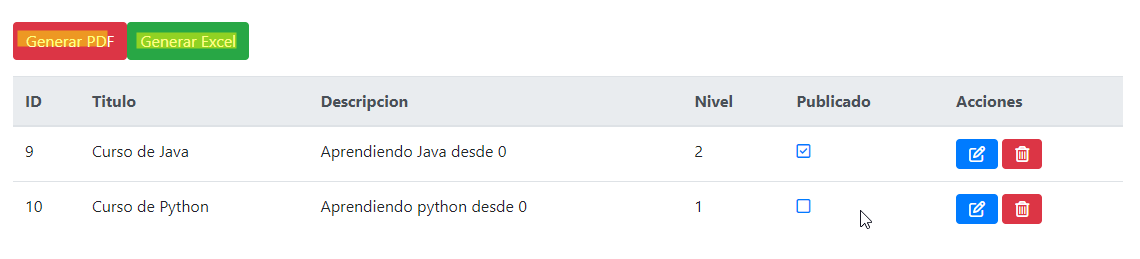 Generar PDF Generar Excel
ID Titulo Descripcion Nivel Publicado Acciones
9 Curso de Java Aprendiendo Java desde 0 2
10 Curso de Python Aprendiendo python desde 0 1